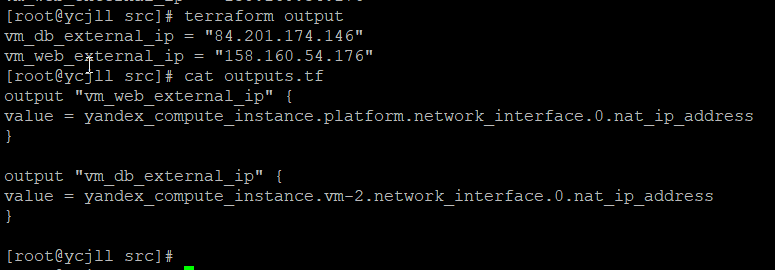 [root@ycjll src]# terraform output
vm_db_external_ip = "84.201.174.146"
vm_web_external_ip = "158.160.54.176"
[root@ycjll src]# cat outputs.tf
output "vm_web_external_ip" {
value = yandex_compute_instance.platform.network_interface.0.nat_ip_address
}
output "vm_db_external_ip" {
value = yandex_compute_instance.vm-2.network_interface.0.nat_ip_address
}
[root@ycjll src]#